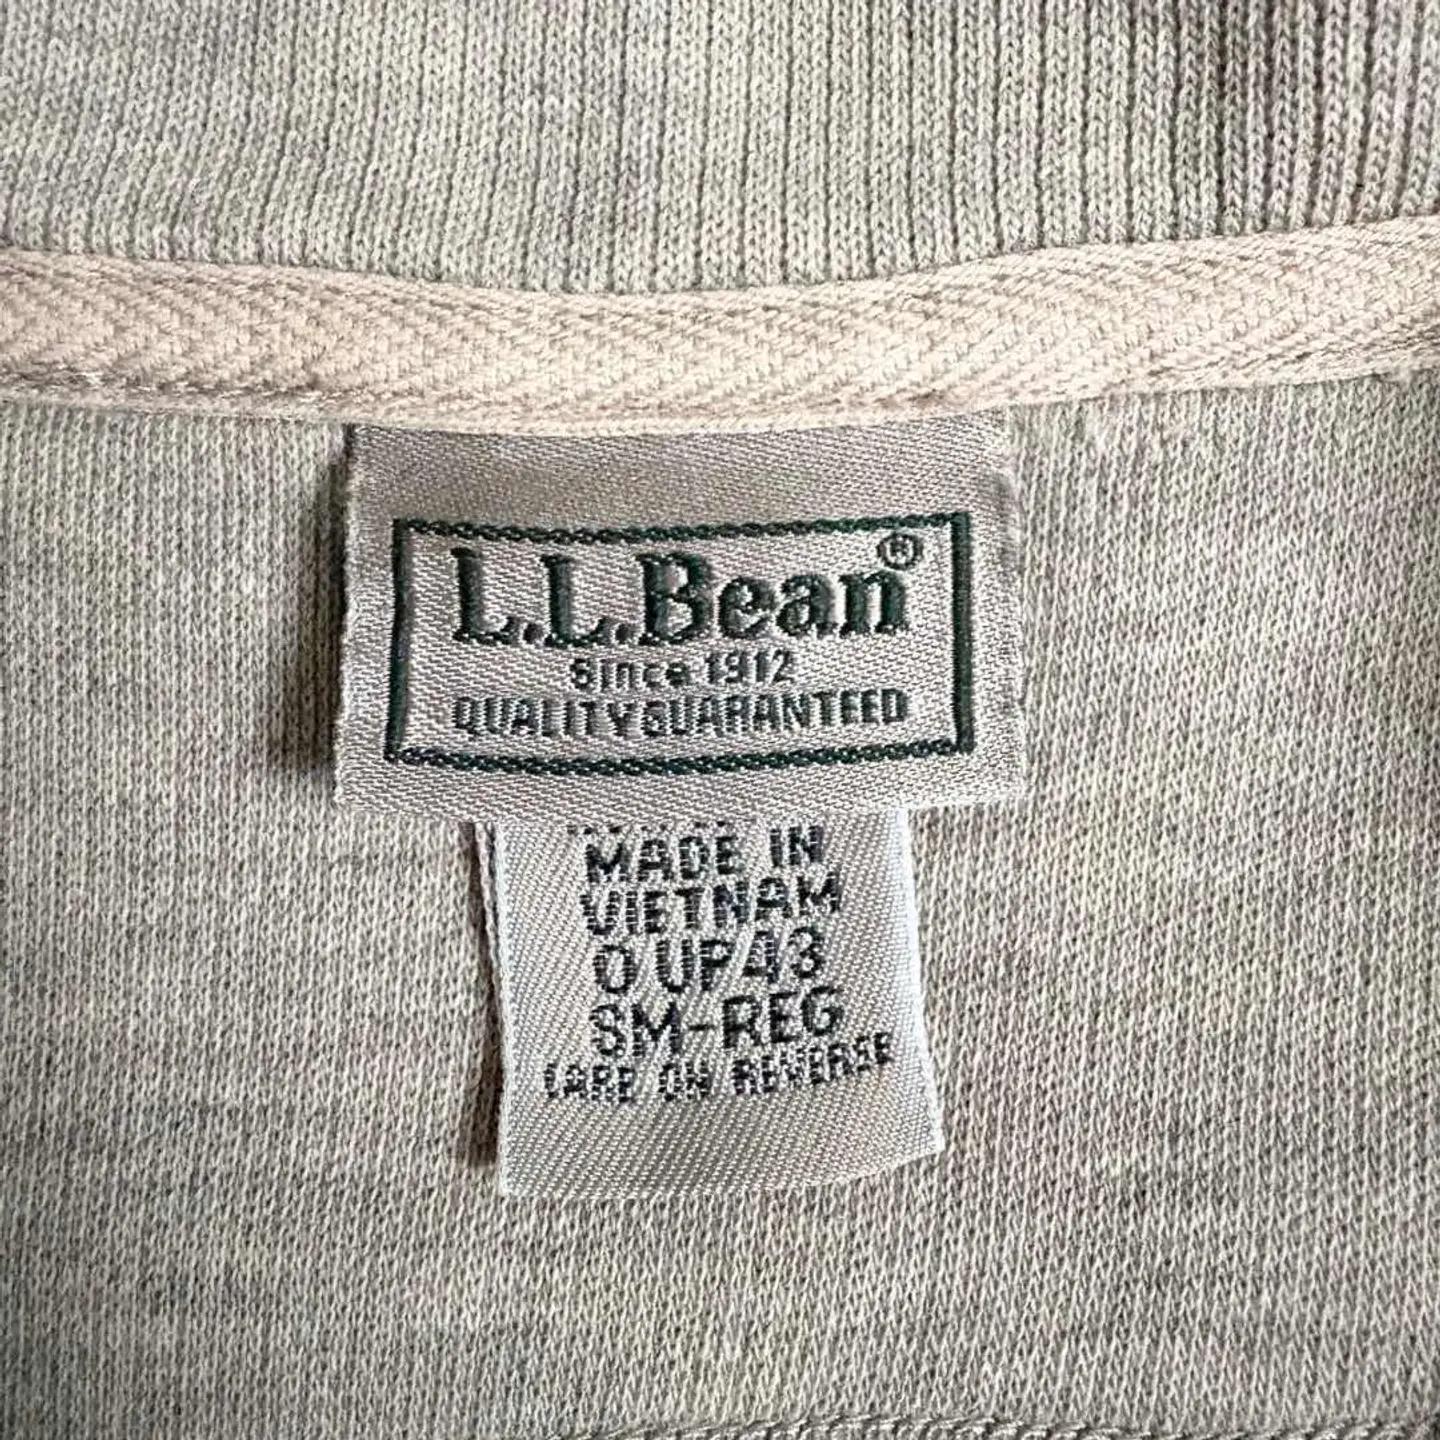 L.L.Bean®
Since 1912
QUALITY GUARANTEED
MADE IN
VIETNAM
0 UP43
SM-REG
CARE ON REVERSE